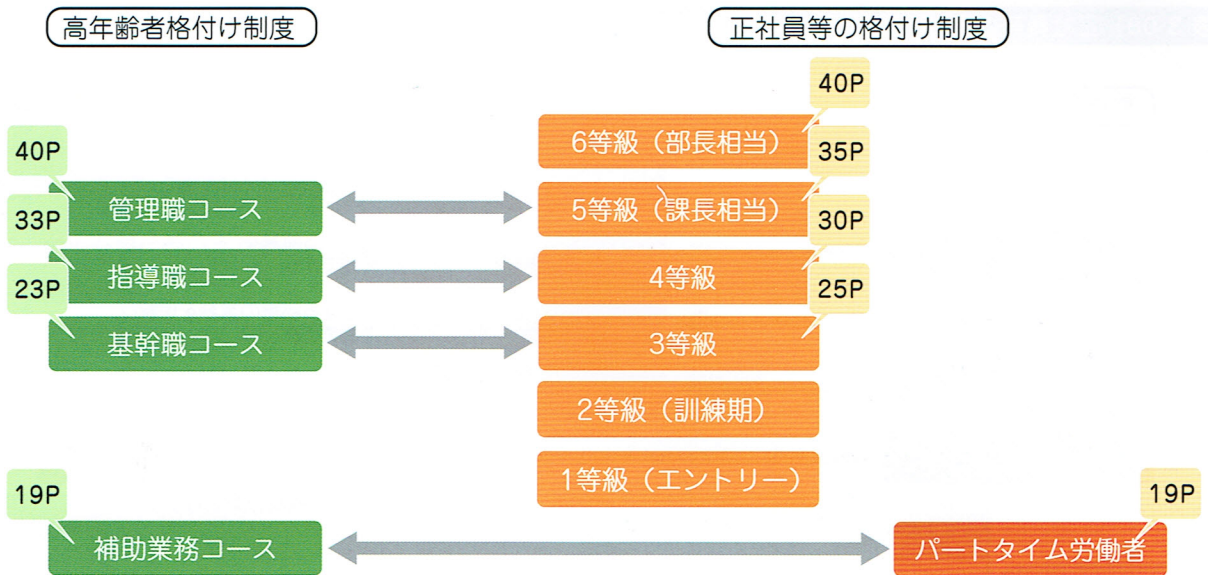 高年齢者格付け制度
正社員等の格付け制度
40P
6等級（部長相当）
40P
35P
管理職コース
5等級（課長相当）
33P
30P
指導職コース
4等級
23P
25P
基幹職コース
3等級
2等級（訓練期）
1等級（エントリー）
19P
19P
補助業務コース
パートタイム労働者